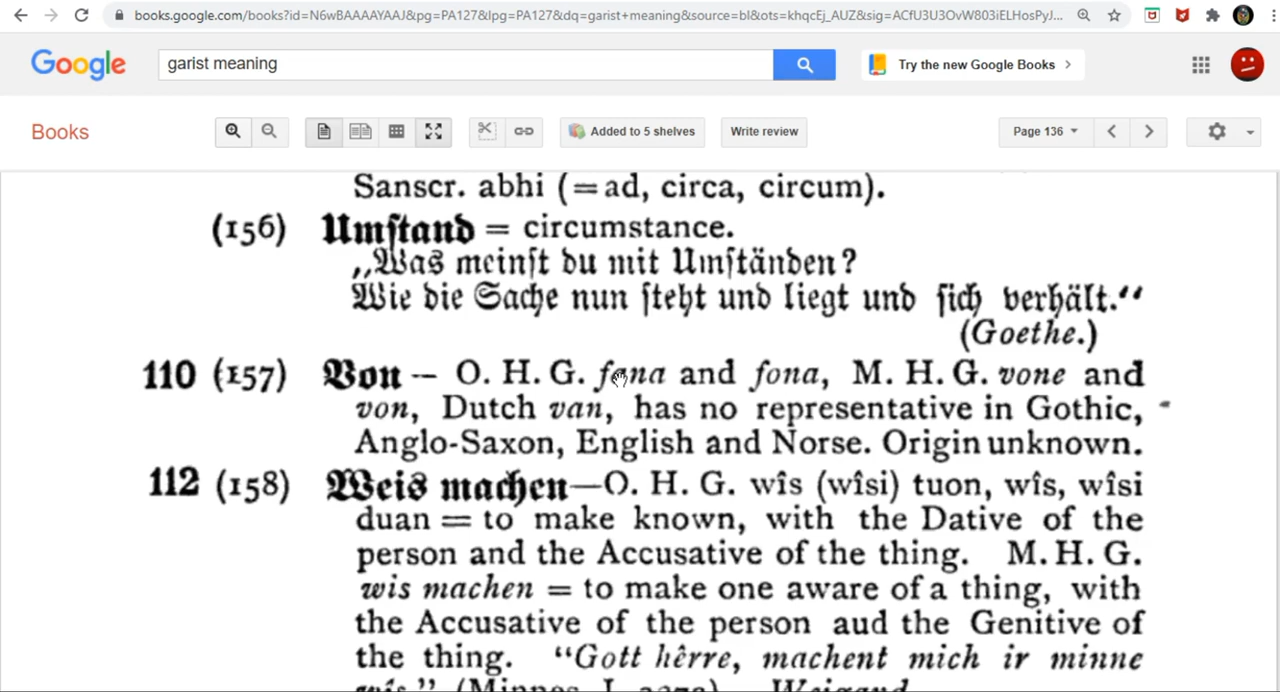 books.google.com/books?id=N6wBAAAAYAAJ&pg=PA127&lpg=PA127&dq=garist+meaning&source=bl&ots=khqcEj_AUZ&sig=ACfU3U3OvW803iELHosPyJ...
Google
garist meaning
Try the new Google Books
Books
Added to 5 shelves
Write review
Page 136
Sanscr. abhi (=ad, circa, circum).
(156) Umſtand = circumstance.
„Was meinſt du mit Umſtänden?
Wie die Sache nun ſteht und liegt und ſich verhält.“
(Goethe.)
110 (157) Von — O. H. G. fana and fona, M. H. G. vone and
von, Dutch van, has no representative in Gothic,
Anglo-Saxon, English and Norse. Origin unknown.
112 (158) Weis machen—O. H. G. wîs (wîsi) tuon, wîs, wîsi
duan = to make known, with the Dative of the
person and the Accusative of the thing. M. H. G.
wis machen = to make one aware of a thing, with
the Accusative of the person aud the Genitive of
the thing. “Gott hêrre, machent mich ir minne
wîs.” (Minnes. I. Weigand